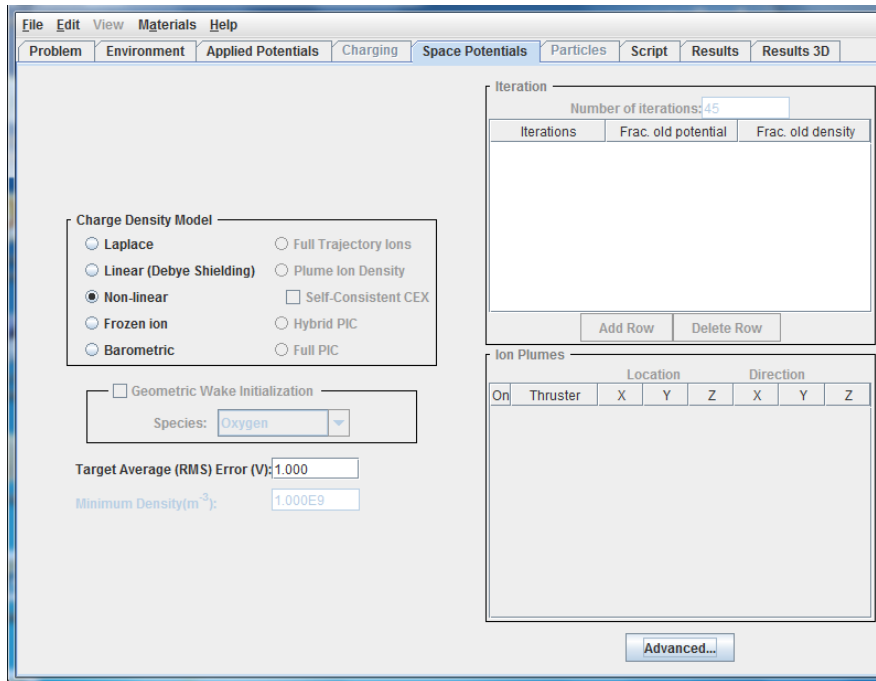 File Edit View Materials Help
Problem Environment Applied Potentials Charging Space Potentials Particles Script Results Results 3D
Charge Density Model
Laplace Full Trajectory Ions
Linear (Debye Shielding) Plume Ion Density
Non-linear Self-Consistent CEX
Frozen ion Hybrid PIC
Barometric Full PIC
Geometric Wake Initialization
Species: Oxygen
Target Average (RMS) Error (V): 1.000
Minimum Density(m⁻³): 1.000E9
Iteration
Number of iterations: 45
Iterations Frac. old potential Frac. old density
Add Row Delete Row
Ion Plumes
Location Direction
On Thruster X Y Z X Y Z
Advanced...